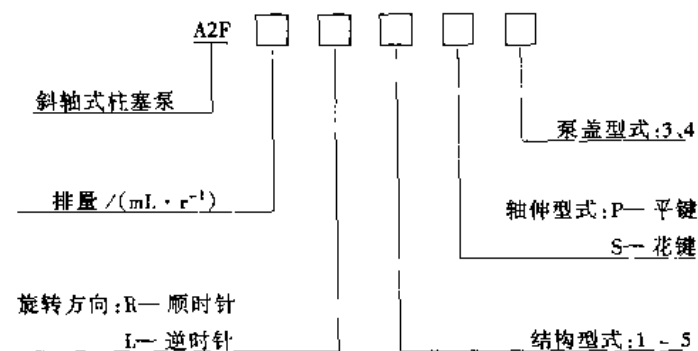 A2F
斜轴式柱塞泵
泵盖型式:3、4
排量/(mL·r⁻¹)
轴伸型式:P—平键
S—花键
旋转方向:R—顺时针
L—逆时针
结构型式:1-5